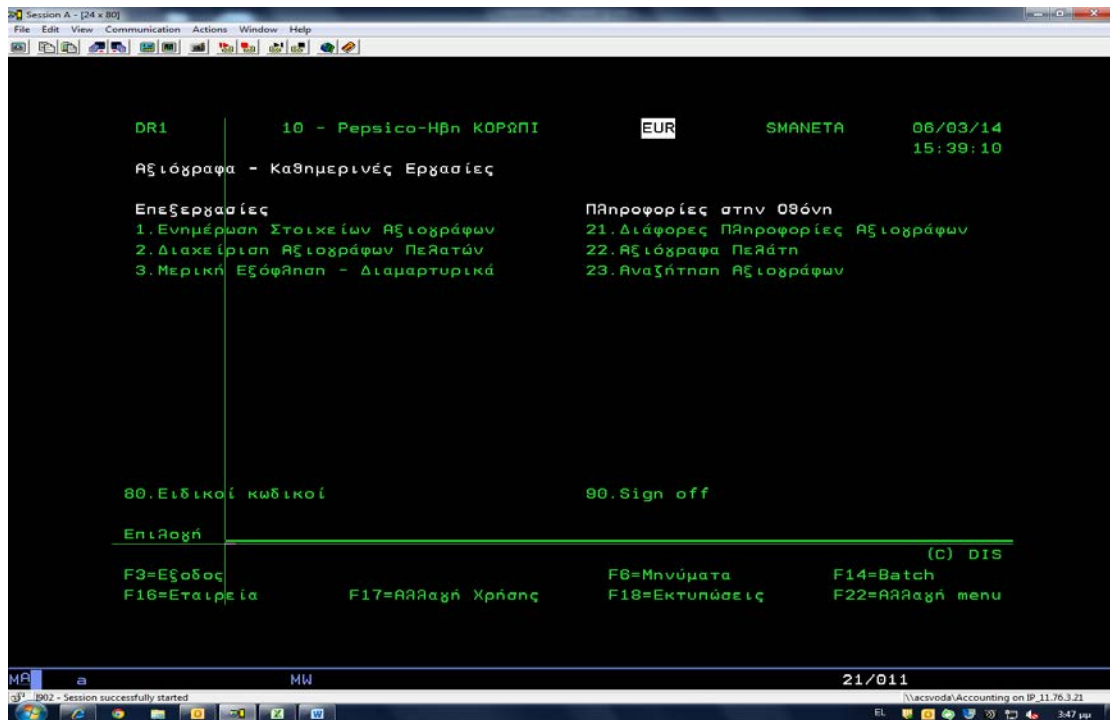 Session A - [24 x 80]
File Edit View Communication Actions Window Help
DR1 10 - Pepsico-Ηβη ΚΟΡΩΠΙ EUR SMANETA 06/03/14
15:39:10
Αξιόγραφα - Καθημερινές Εργασίες
Επεξεργασίες Πληροφορίες στην Οθόνη
1.Ενημέρωση Στοιχείων Αξιογράφων 21.Διάφορες Πληροφορίες Αξιογράφων
2.Διαχείριση Αξιογράφων Πελατών 22.Αξιόγραφα Πελάτη
3.Μερική Εξόφληση - Διαμαρτυρικά 23.Αναζήτηση Αξιογράφων
80.Ειδικοί κωδικοί 90.Sign off
Επιλογή
(C) DIS
F3=Εξοδος F6=Μηνύματα F14=Batch
F16=Εταιρεία F17=Αλλαγή Χρήσης F18=Εκτυπώσεις F22=Αλλαγή menu
MA a MW 21/011
I902 - Session successfully started \\acsvoda\Accounting on IP_11.76.3.21
EL 3:47 μμ